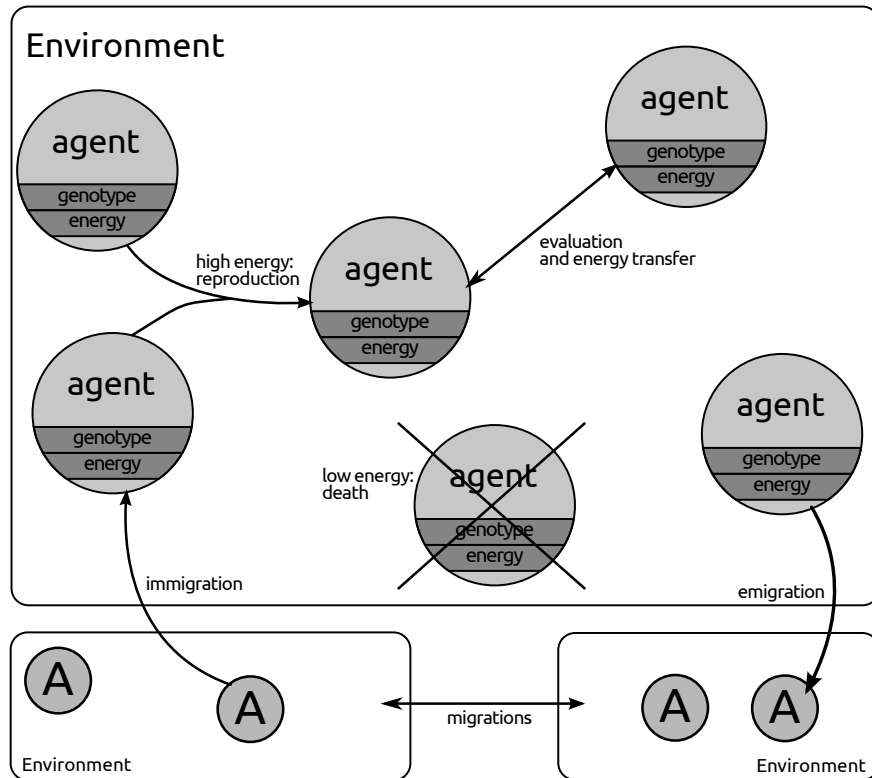 Environment
agent
genotype
energy
agent
genotype
energy
high energy:
reproduction
agent
genotype
energy
evaluation
and energy transfer
agent
genotype
energy
agent
genotype
energy
low energy:
death
agent
genotype
energy
immigration
emigration
A
A
Environment
migrations
A
A
Environment